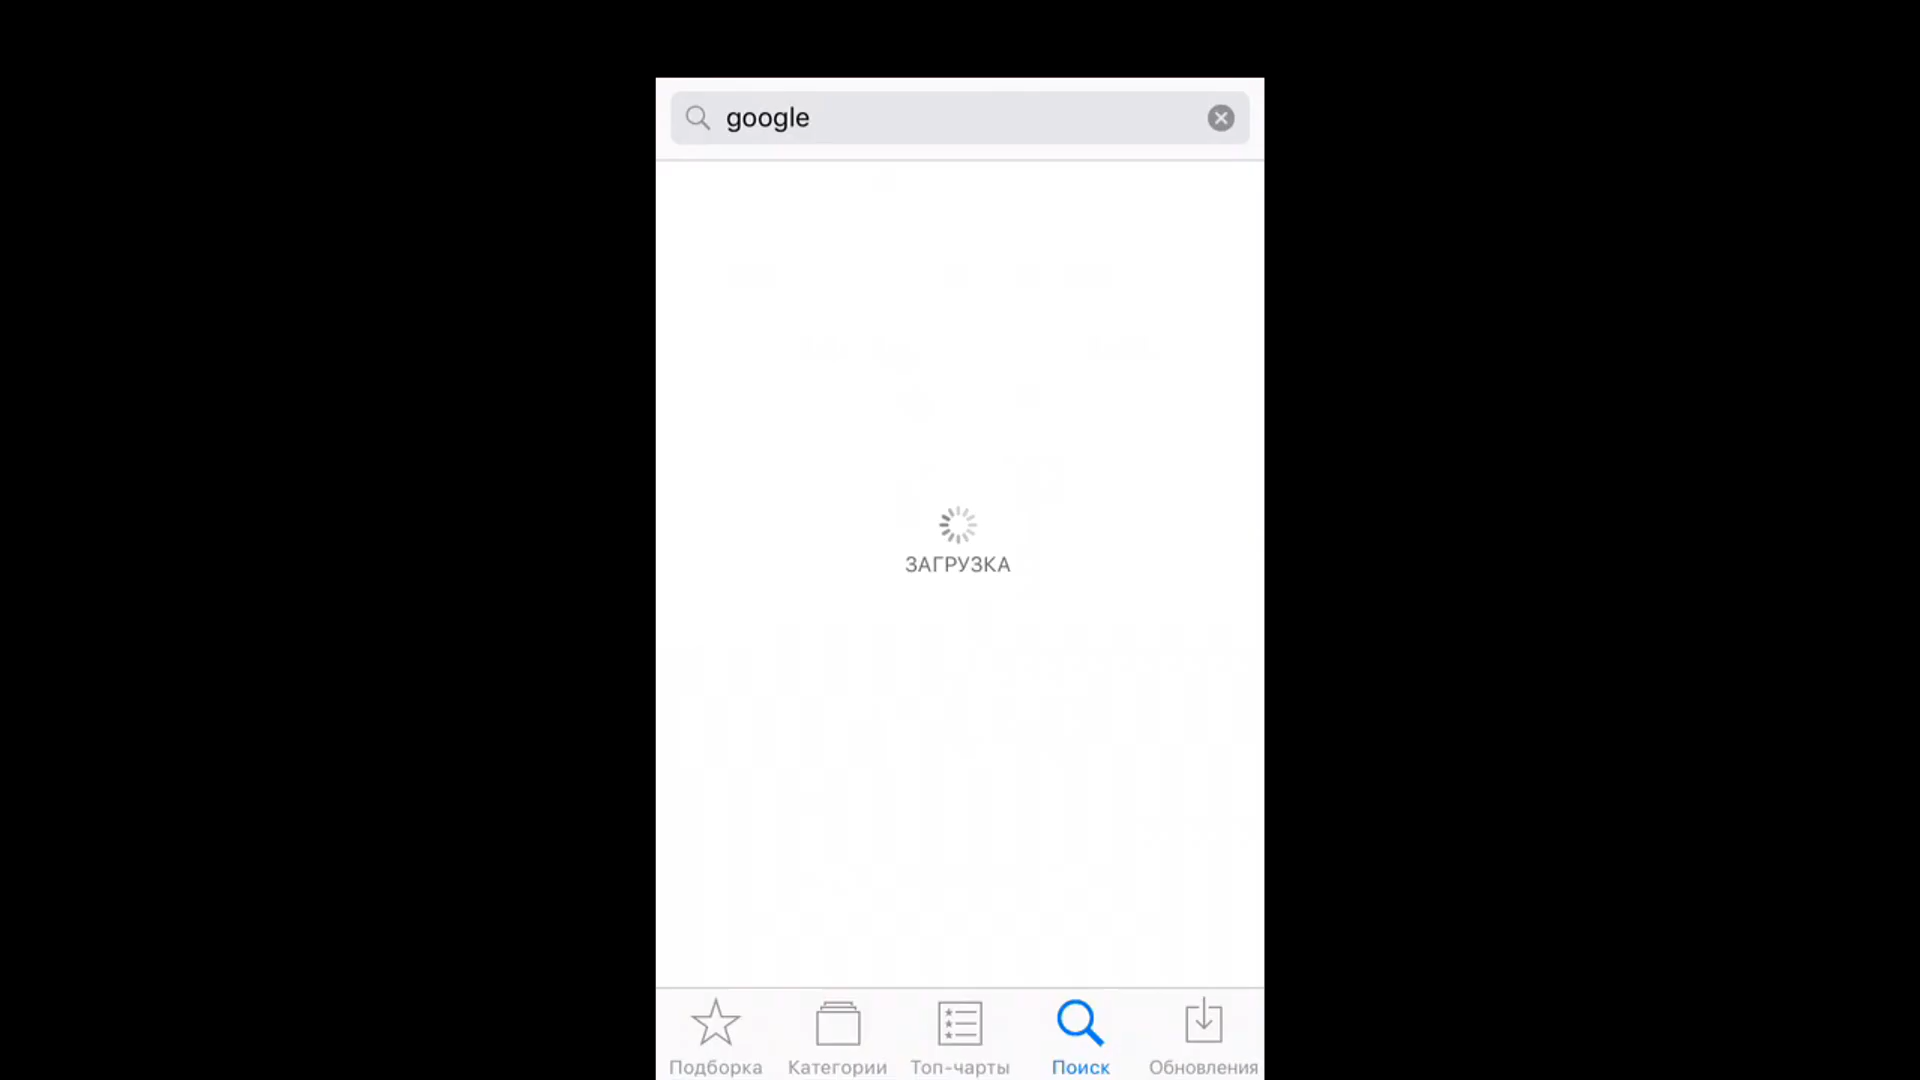 google
ЗАГРУЗКА
Подборка Категории Топ-чарты Поиск Обновления